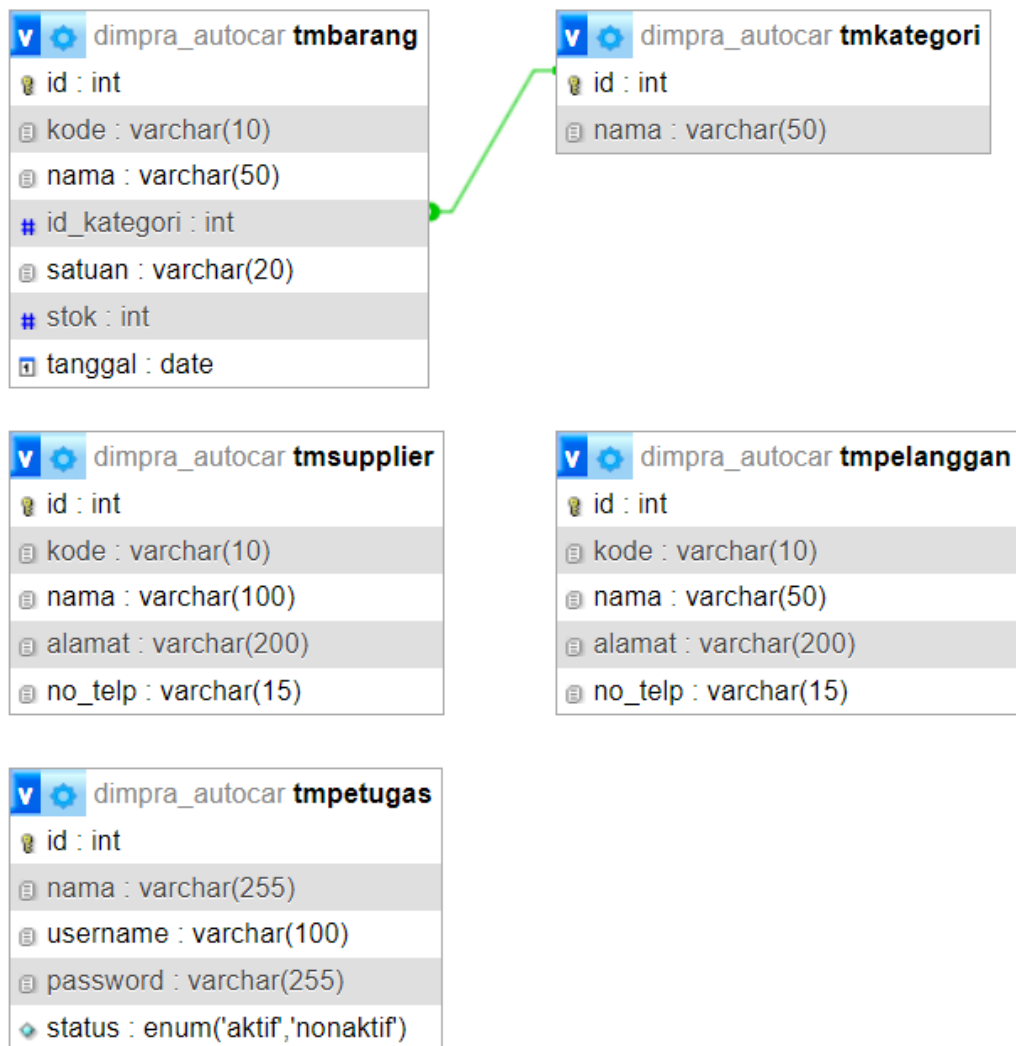 dimpra_autocar tmbarang
id : int
kode : varchar(10)
nama : varchar(50)
id_kategori : int
satuan : varchar(20)
stok : int
tanggal : date
dimpra_autocar tmkategori
id : int
nama : varchar(50)
dimpra_autocar tmsupplier
id : int
kode : varchar(10)
nama : varchar(100)
alamat : varchar(200)
no_telp : varchar(15)
dimpra_autocar tmpelanggan
id : int
kode : varchar(10)
nama : varchar(50)
alamat : varchar(200)
no_telp : varchar(15)
dimpra_autocar tmpetugas
id : int
nama : varchar(255)
username : varchar(100)
password : varchar(255)
status : enum('aktif','nonaktif')